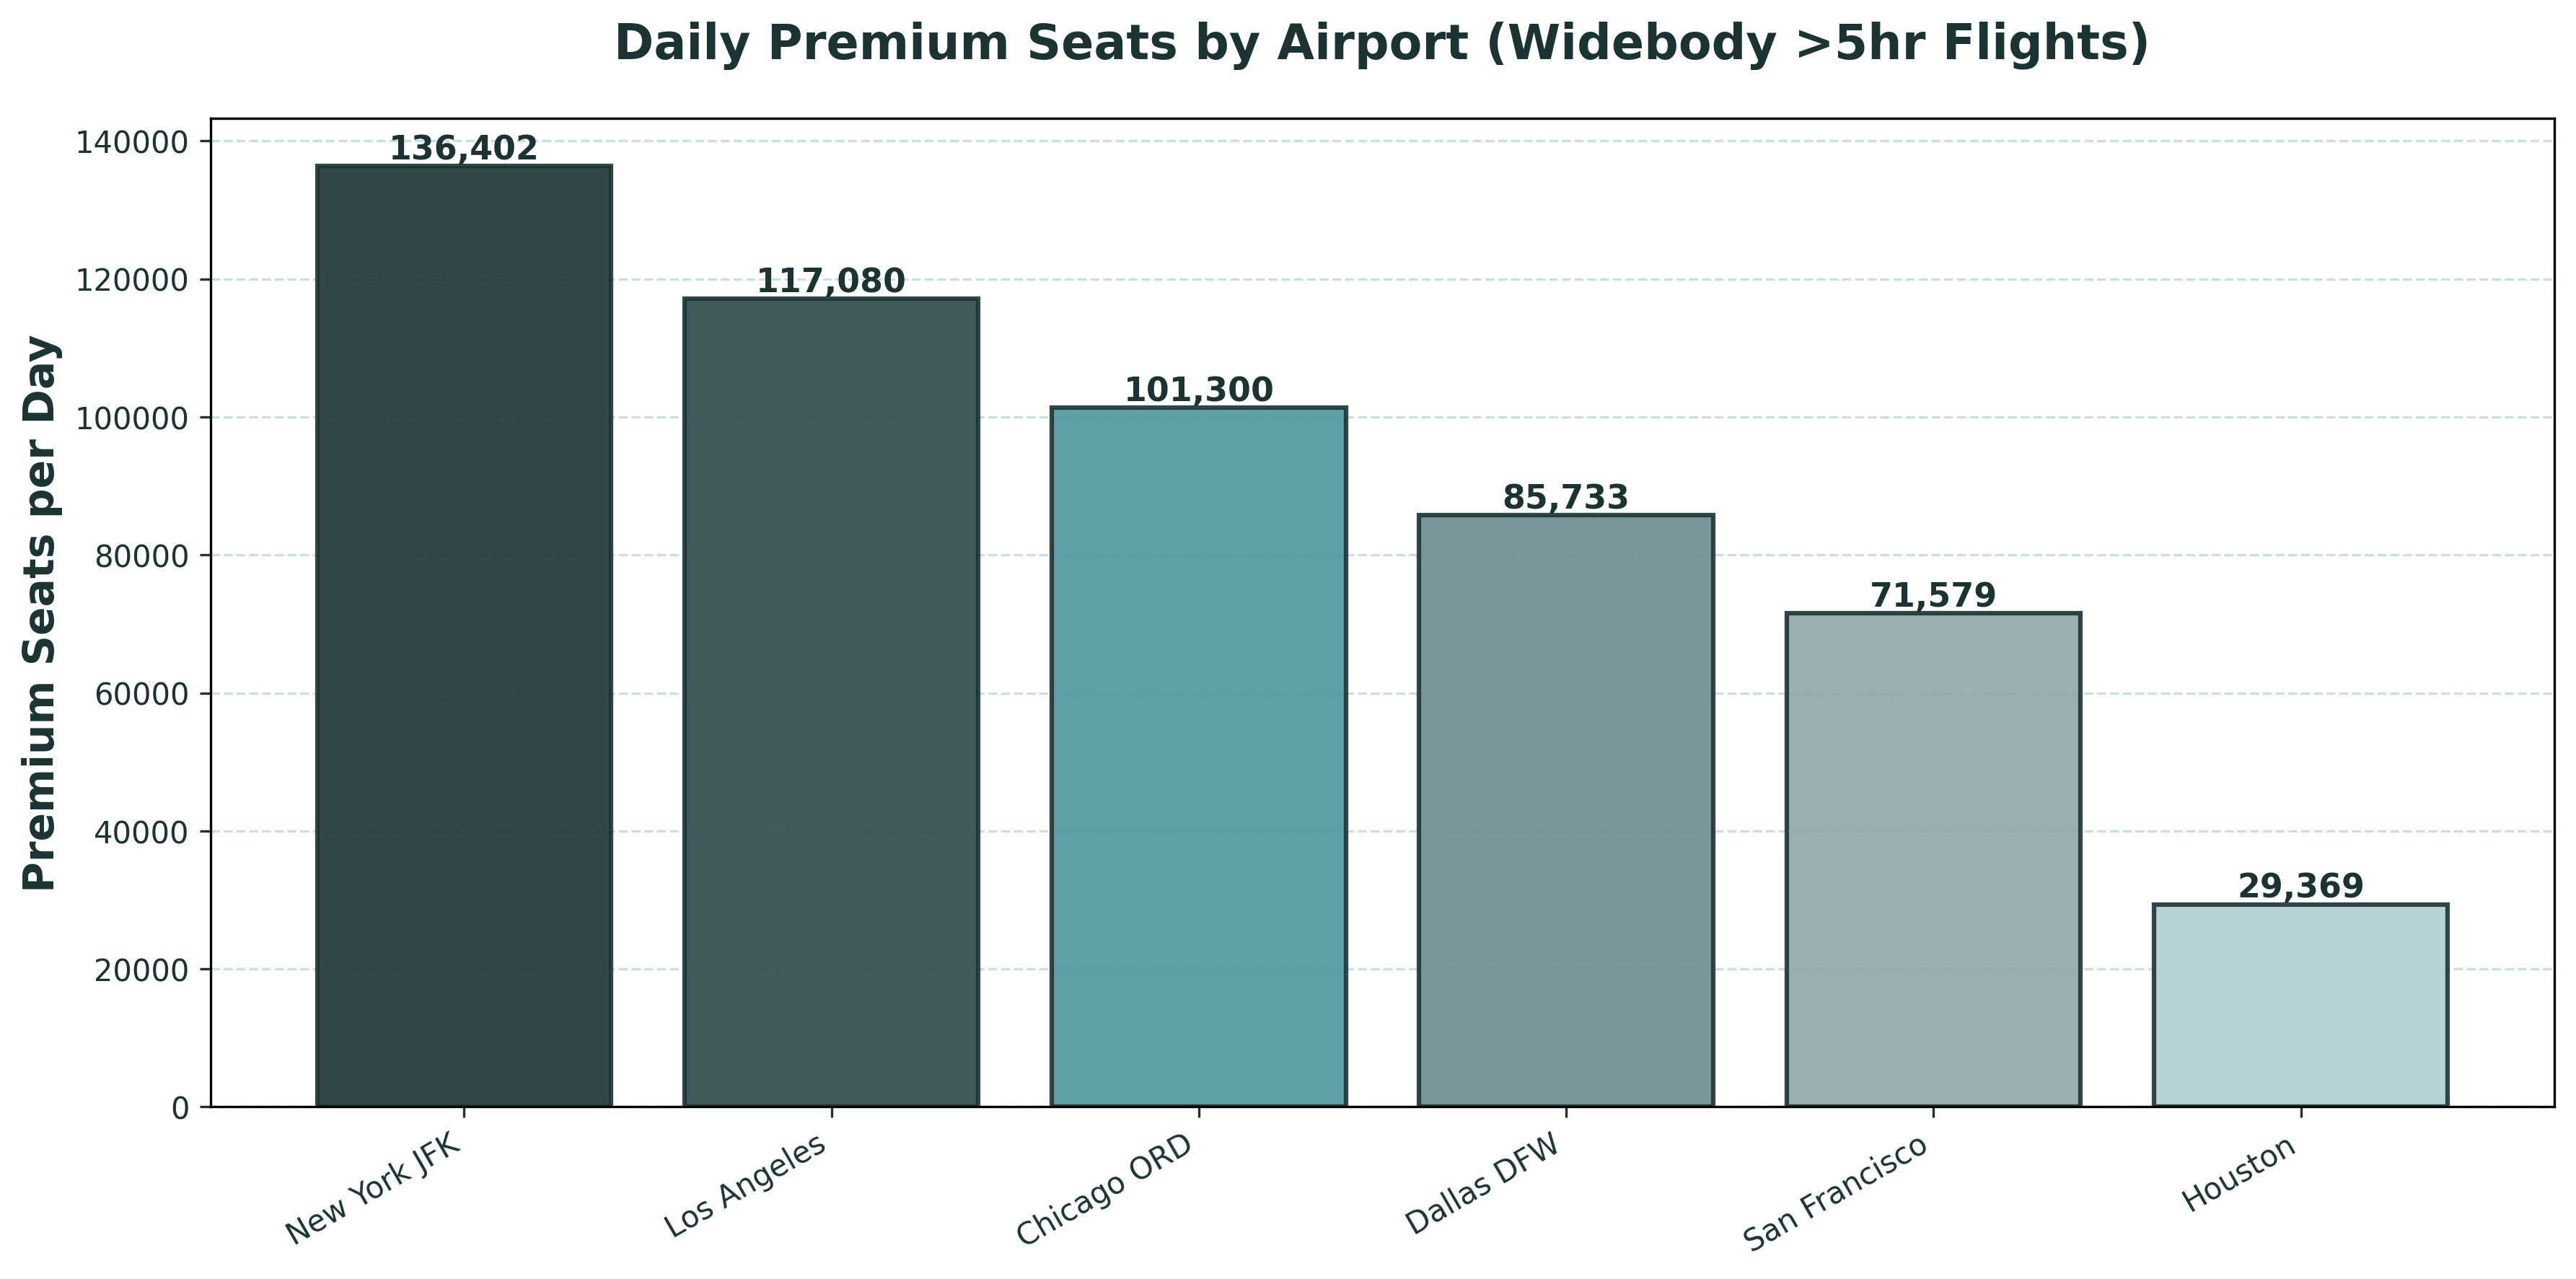 Daily Premium Seats by Airport (Widebody >5hr Flights)
Premium Seats per Day
140000
120000
100000
80000
60000
40000
20000
0
136,402
117,080
101,300
85,733
71,579
29,369
New York JFK
Los Angeles
Chicago ORD
Dallas DFW
San Francisco
Houston